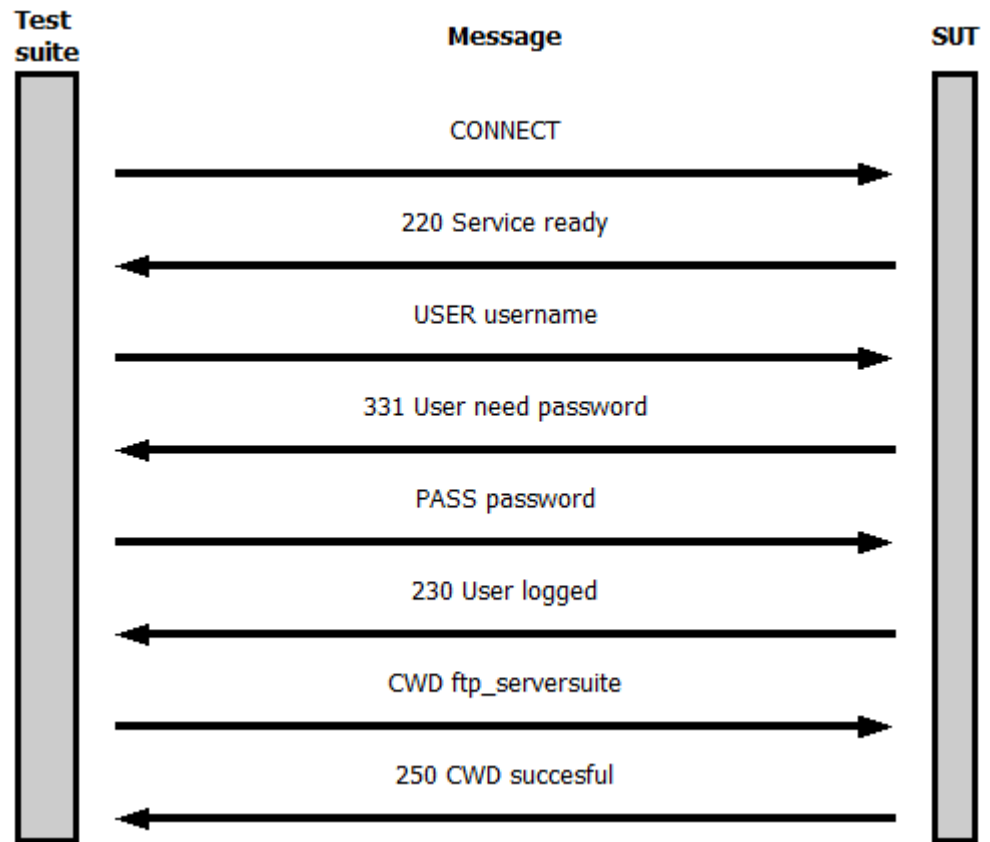 Test
suite
Message
SUT
CONNECT
220 Service ready
USER username
331 User need password
PASS password
230 User logged
CWD ftp_serversuite
250 CWD succesful